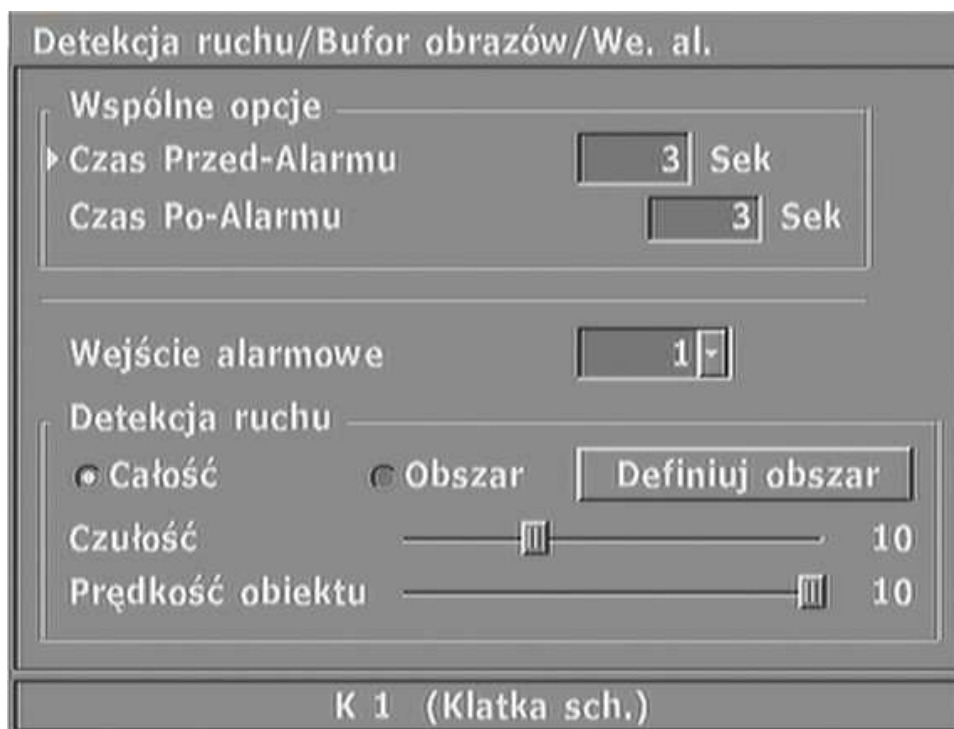 Detekcja ruchu/Bufor obrazów/We. al.
Wspólne opcje
Czas Przed-Alarmu 3 Sek
Czas Po-Alarmu 3 Sek
Wejście alarmowe 1
Detekcja ruchu
Całość Obszar Definiuj obszar
Czułość 10
Prędkość obiektu 10
K 1 (Klatka sch.)